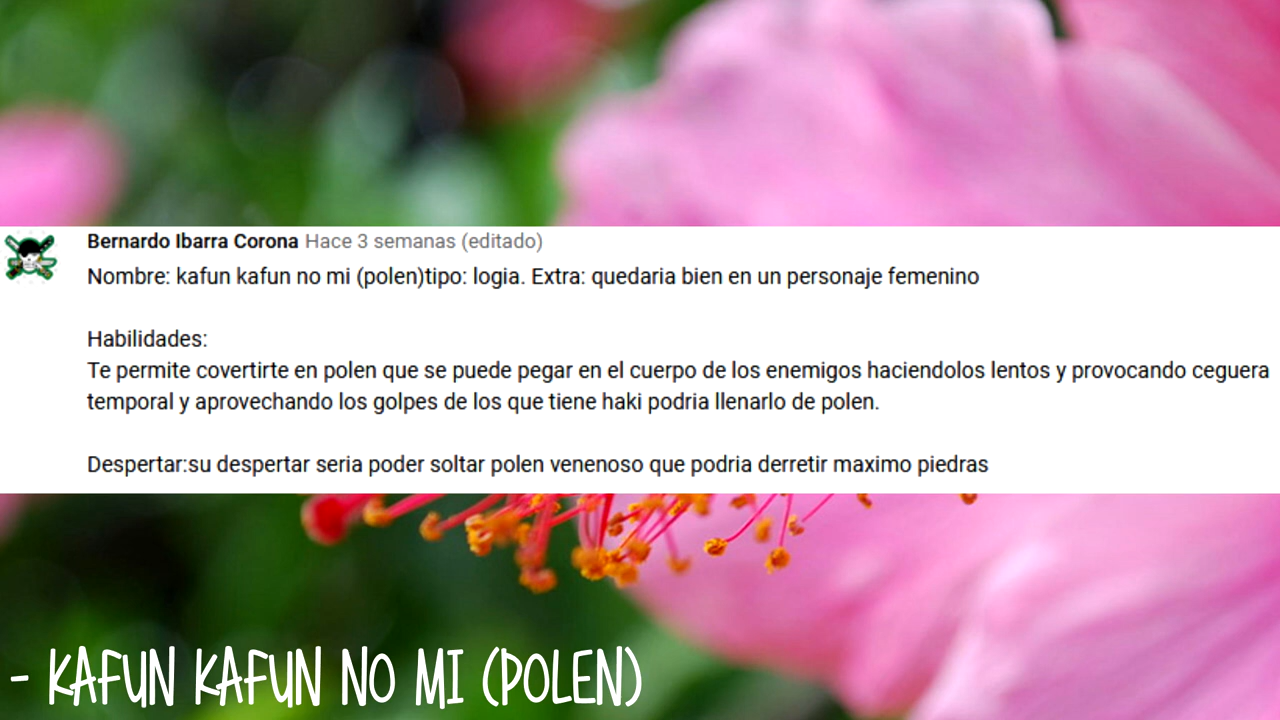 Bernardo Ibarra Corona Hace 3 semanas (editado)
Nombre: kafun kafun no mi (polen)tipo: logia. Extra: quedaria bien en un personaje femenino
Habilidades:
Te permite covertirte en polen que se puede pegar en el cuerpo de los enemigos haciendolos lentos y provocando ceguera
temporal y aprovechando los golpes de los que tiene haki podria llenarlo de polen.
Despertar:su despertar seria poder soltar polen venenoso que podria derretir maximo piedras
- KAFUN KAFUN NO MI (POLEN)